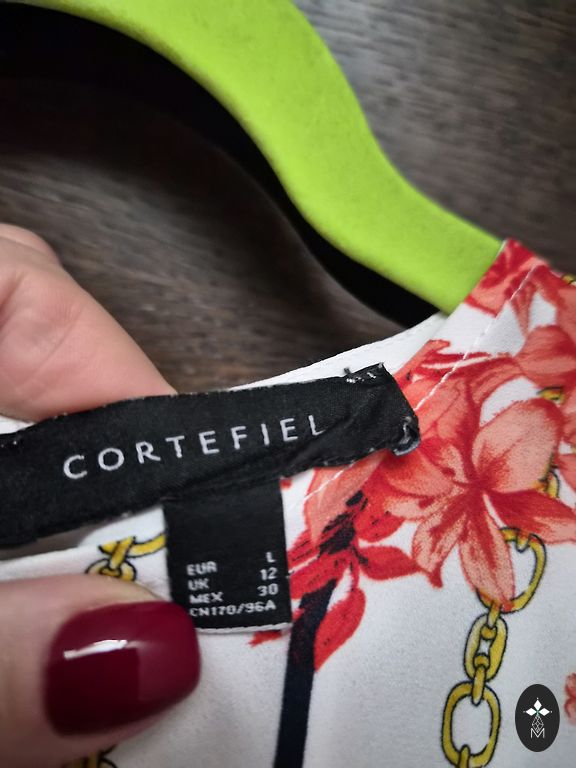 CORTEFIEL
EUR L
UK 12
MEX 30
CN170/96A
M